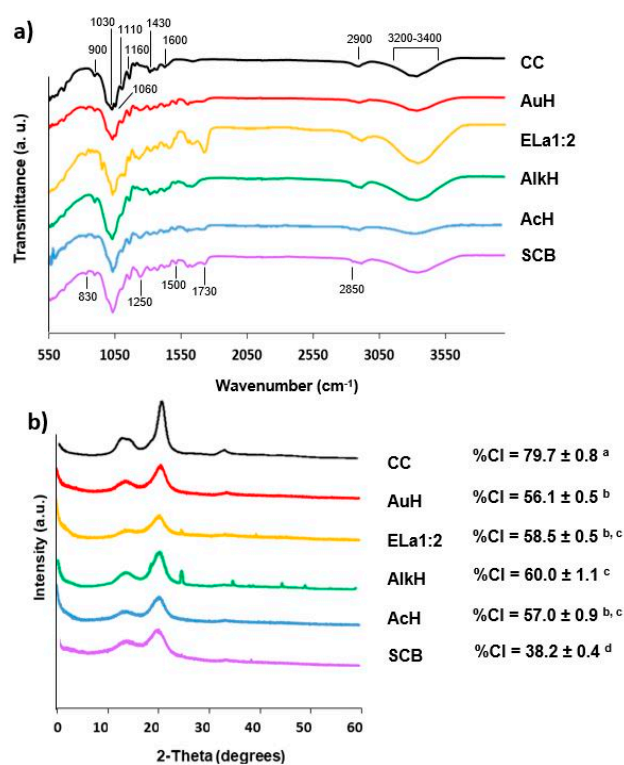 a)
1030
1110
1430
900
1160
1600
1060
2900
3200-3400
CC
AuH
ELa1:2
AlkH
AcH
SCB
830
1250
1500
1730
2850
Transmittance (a. u.)
550 1050 1550 2050 2550 3050 3550
Wavenumber (cm⁻¹)
b)
CC %CI = 79.7 ± 0.8 ᵃ
AuH %CI = 56.1 ± 0.5 ᵇ
ELa1:2 %CI = 58.5 ± 0.5 ᵇ, ᶜ
AlkH %CI = 60.0 ± 1.1 ᶜ
AcH %CI = 57.0 ± 0.9 ᵇ, ᶜ
SCB %CI = 38.2 ± 0.4 ᵈ
Intensity (a.u.)
0 10 20 30 40 50 60
2-Theta (degrees)